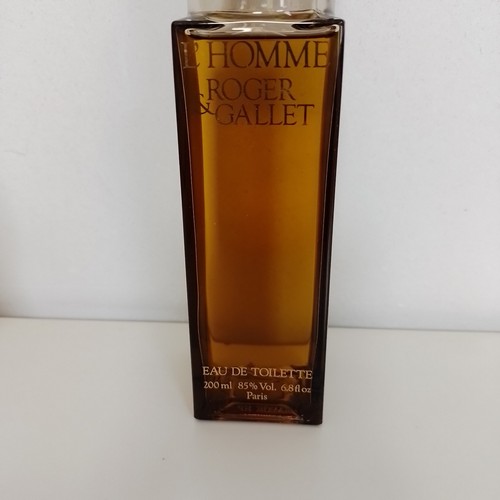 L'HOMME
ROGER
& GALLET
EAU DE TOILETTE
200 ml 85% Vol. 6.8 fl oz
Paris